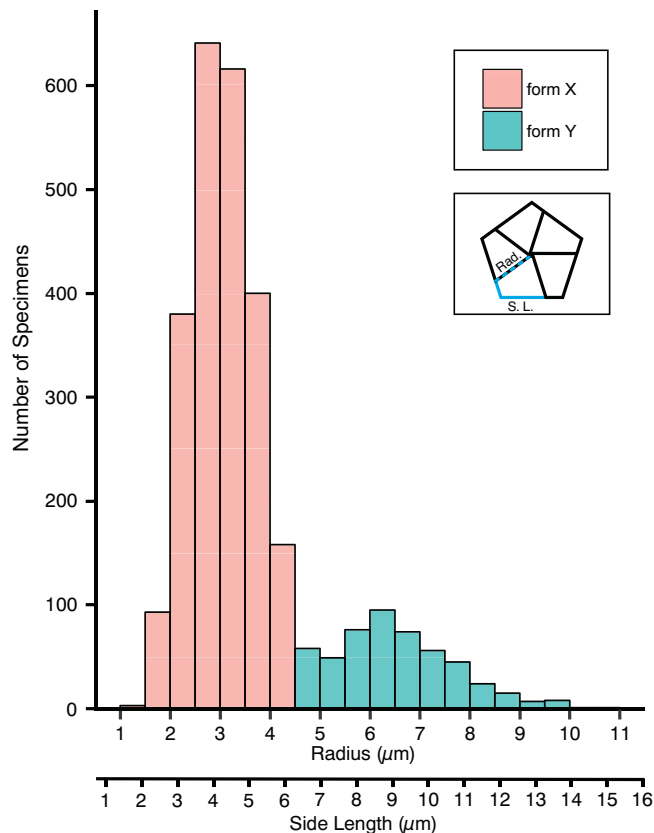 Number of Specimens
600
500
400
300
200
100
0
form X
form Y
Rad.
S. L.
1 2 3 4 5 6 7 8 9 10 11
Radius (µm)
1 2 3 4 5 6 7 8 9 10 11 12 13 14 15 16
Side Length (µm)